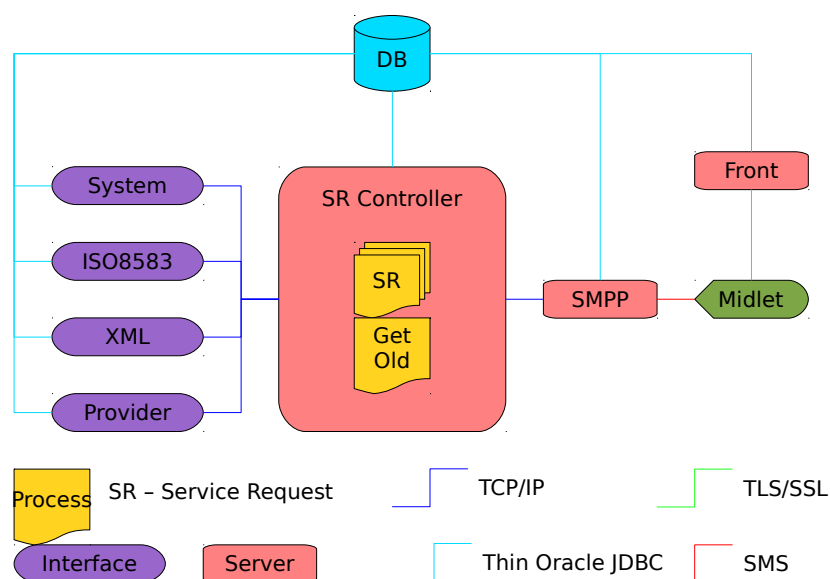 DB
System
SR Controller
Front
ISO8583
SR
SMPP
Midlet
XML
Get
Old
Provider
Process
SR – Service Request
TCP/IP
TLS/SSL
Interface
Server
Thin Oracle JDBC
SMS